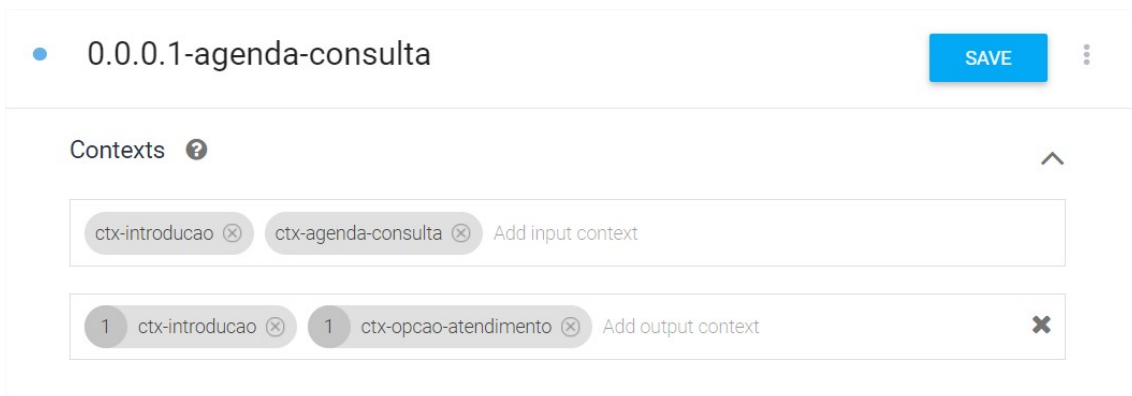 0.0.0.1-agenda-consulta SAVE
Contexts ?
ctx-introducao ctx-agenda-consulta Add input context
1 ctx-introducao 1 ctx-opcao-atendimento Add output context